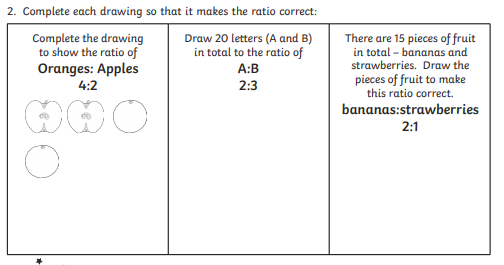 2. Complete each drawing so that it makes the ratio correct:
Complete the drawing
to show the ratio of
Oranges: Apples
4:2
Draw 20 letters (A and B)
in total to the ratio of
A:B
2:3
There are 15 pieces of fruit
in total – bananas and
strawberries. Draw the
pieces of fruit to make
this ratio correct.
bananas:strawberries
2:1